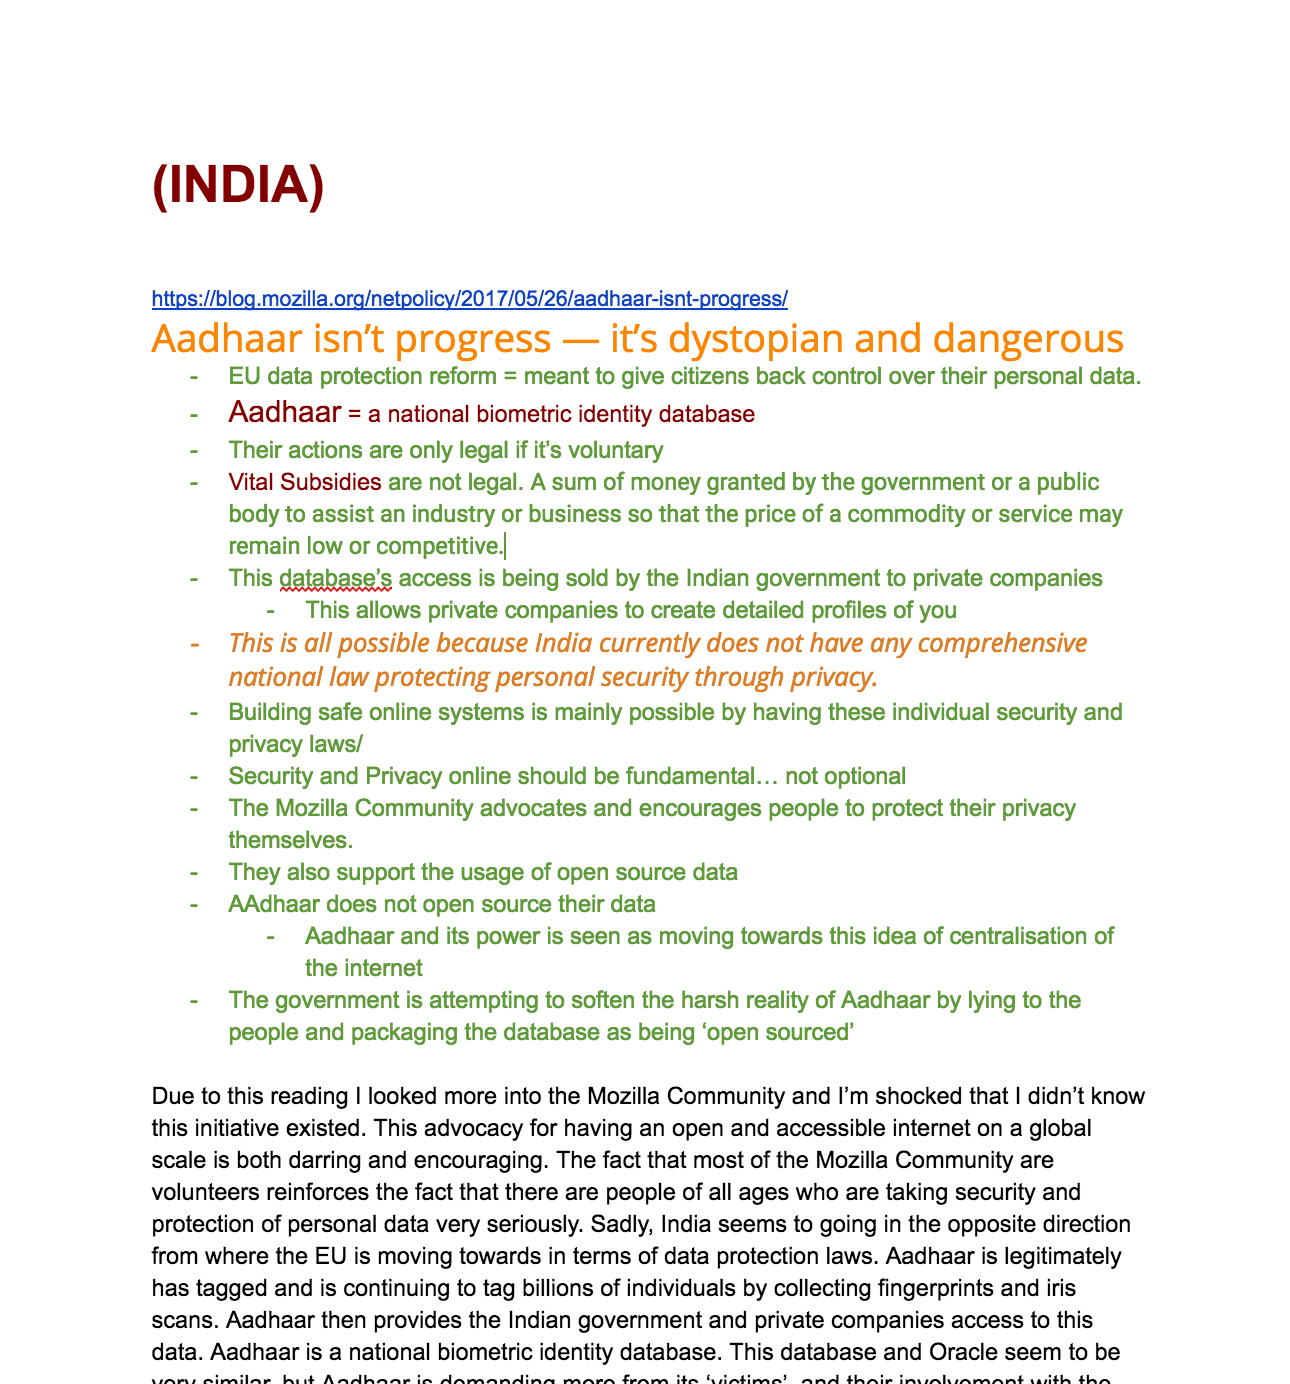 (INDIA)
https://blog.mozilla.org/netpolicy/2017/05/26/aadhaar-isnt-progress/
Aadhaar isn’t progress — it’s dystopian and dangerous
- EU data protection reform = meant to give citizens back control over their personal data.
- Aadhaar = a national biometric identity database
- Their actions are only legal if it’s voluntary
- Vital Subsidies are not legal. A sum of money granted by the government or a public
body to assist an industry or business so that the price of a commodity or service may
remain low or competitive.
- This database’s access is being sold by the Indian government to private companies
- This allows private companies to create detailed profiles of you
- This is all possible because India currently does not have any comprehensive
national law protecting personal security through privacy.
- Building safe online systems is mainly possible by having these individual security and
privacy laws/
- Security and Privacy online should be fundamental… not optional
- The Mozilla Community advocates and encourages people to protect their privacy
themselves.
- They also support the usage of open source data
- AAdhaar does not open source their data
- Aadhaar and its power is seen as moving towards this idea of centralisation of
the internet
- The government is attempting to soften the harsh reality of Aadhaar by lying to the
people and packaging the database as being ‘open sourced’
Due to this reading I looked more into the Mozilla Community and I’m shocked that I didn’t know
this initiative existed. This advocacy for having an open and accessible internet on a global
scale is both darring and encouraging. The fact that most of the Mozilla Community are
volunteers reinforces the fact that there are people of all ages who are taking security and
protection of personal data very seriously. Sadly, India seems to going in the opposite direction
from where the EU is moving towards in terms of data protection laws. Aadhaar is legitimately
has tagged and is continuing to tag billions of individuals by collecting fingerprints and iris
scans. Aadhaar then provides the Indian government and private companies access to this
data. Aadhaar is a national biometric identity database. This database and Oracle seem to be
very similar, but Aadhaar is demanding more from its ‘victims’, and their involvement with the